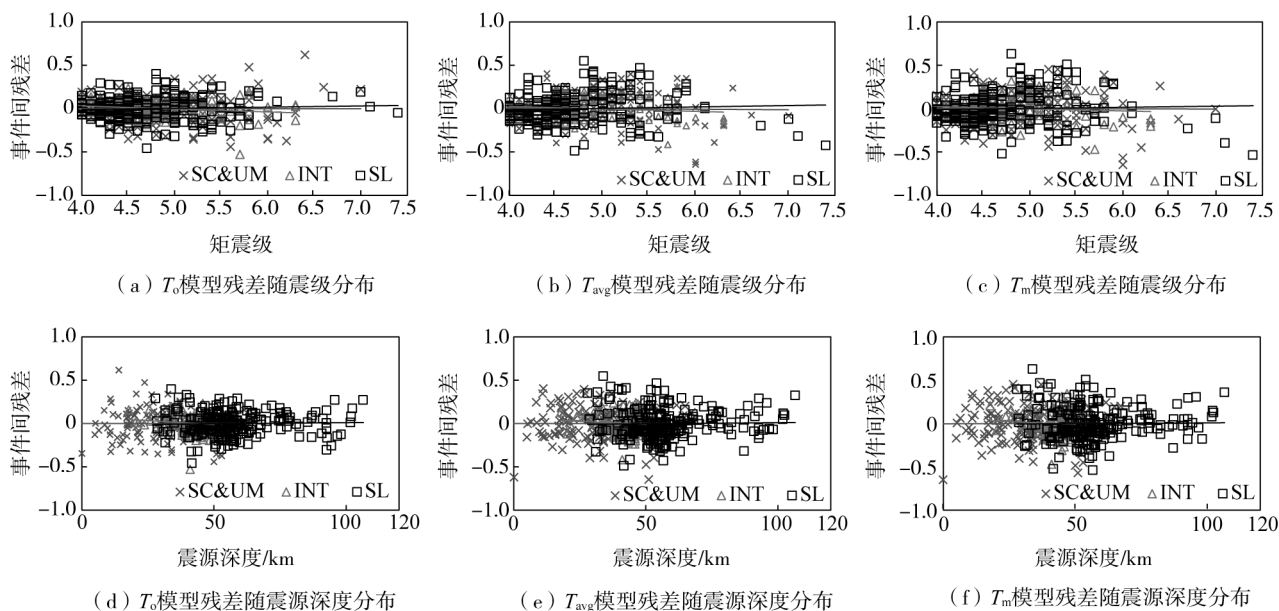 1.0
0.5
0
−0.5
−1.0
事件间残差
×SC&UM △INT □SL
4.0 4.5 5.0 5.5 6.0 6.5 7.0 7.5
矩震级
（a）To模型残差随震级分布
1.0
0.5
0
−0.5
−1.0
事件间残差
×SC&UM △INT □SL
4.0 4.5 5.0 5.5 6.0 6.5 7.0 7.5
矩震级
（b）Tavg模型残差随震级分布
1.0
0.5
0
−0.5
−1.0
事件间残差
×SC&UM △INT □SL
4.0 4.5 5.0 5.5 6.0 6.5 7.0 7.5
矩震级
（c）Tm模型残差随震级分布
1.0
0.5
0
−0.5
−1.0
事件间残差
×SC&UM △INT □SL
0 50 100 120
震源深度/km
（d）To模型残差随震源深度分布
1.0
0.5
0
−0.5
−1.0
事件间残差
×SC&UM △INT □SL
0 50 100 120
震源深度/km
（e）Tavg模型残差随震源深度分布
1.0
0.5
0
−0.5
−1.0
事件间残差
×SC&UM △INT □SL
0 50 100 120
震源深度/km
（f）Tm模型残差随震源深度分布